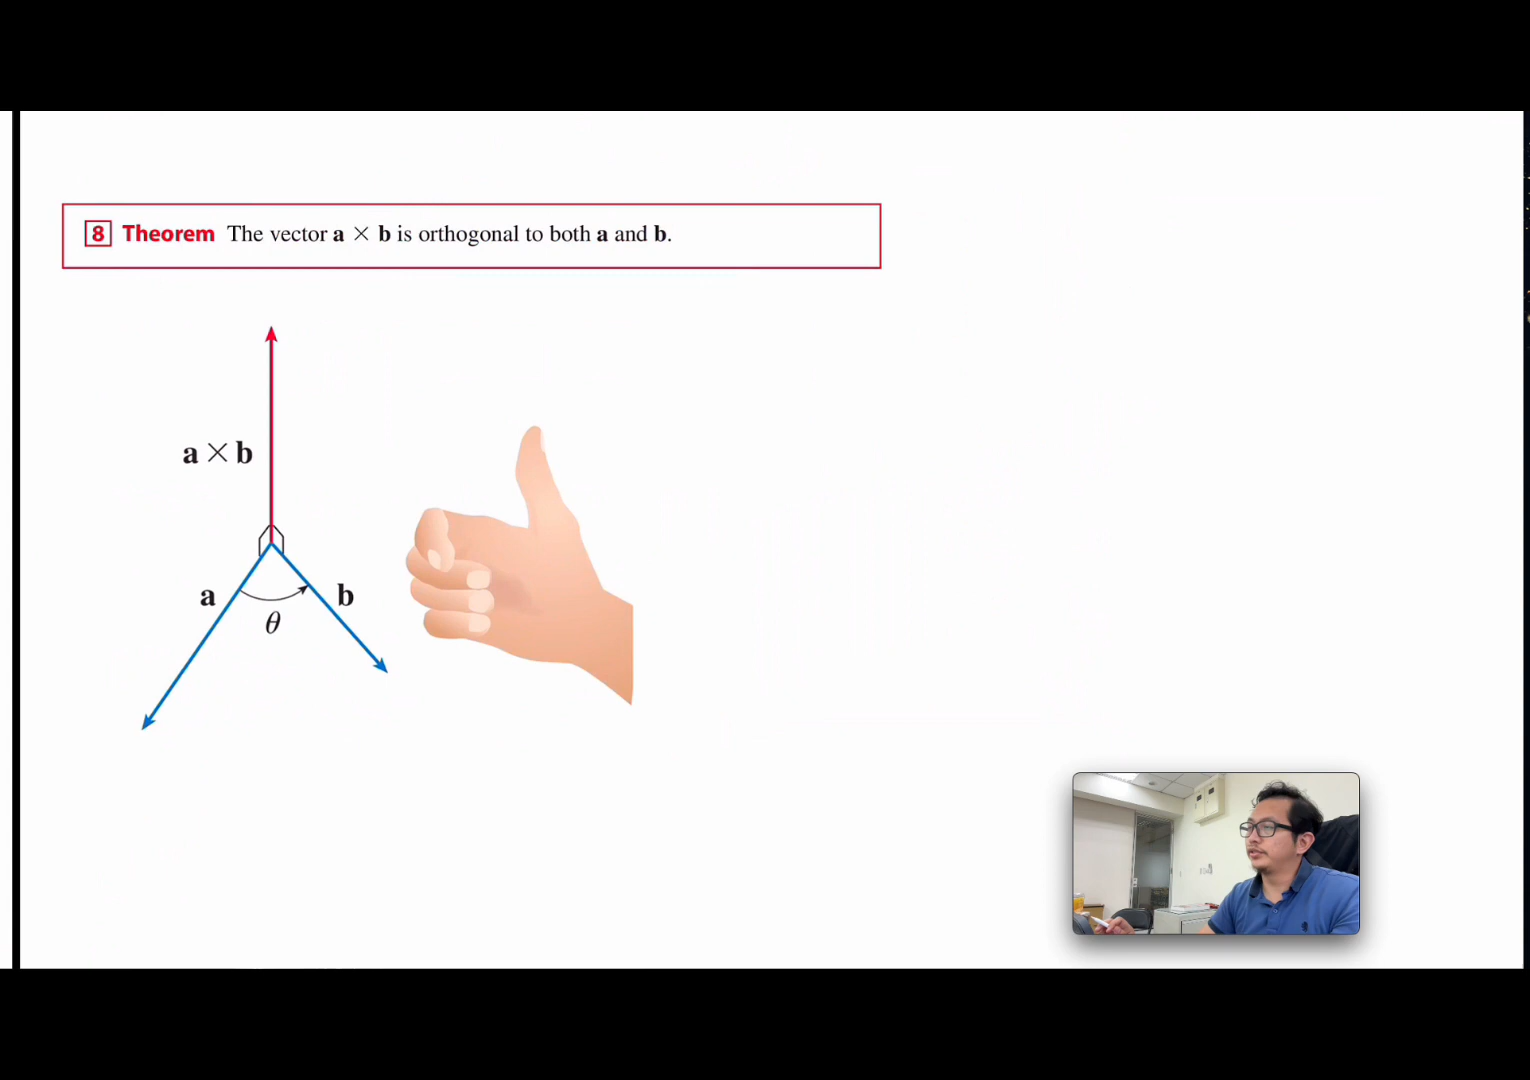 8 Theorem The vector a × b is orthogonal to both a and b.
a × b
a
b
θ